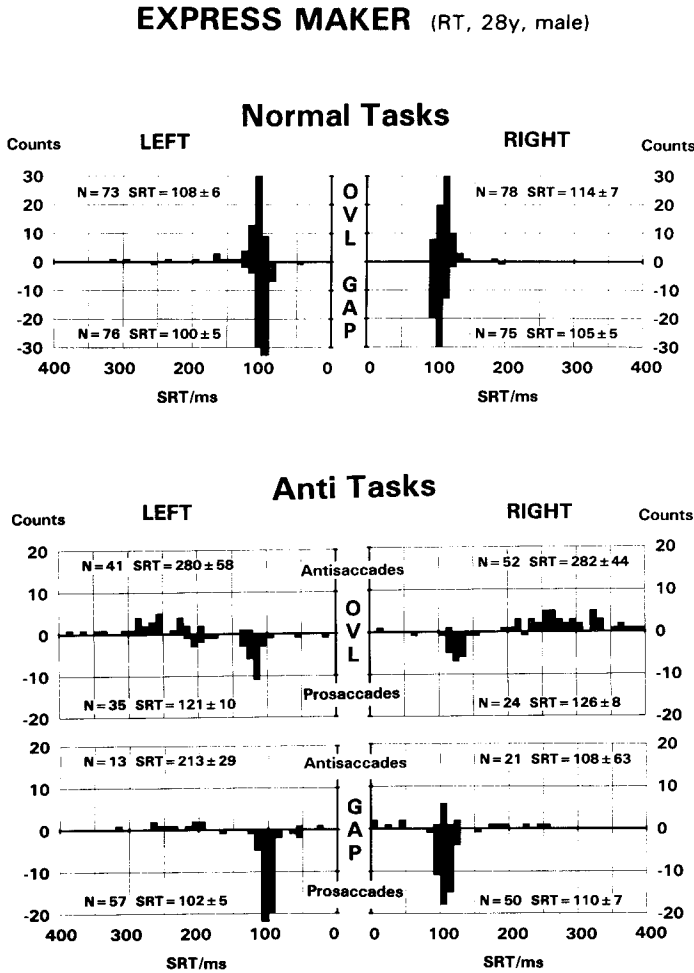 EXPRESS MAKER (RT, 28y, male)
Normal Tasks
LEFT RIGHT
Counts Counts
30 30
N=73 SRT=108±6 O N=78 SRT=114±7
20 V 20
10 L 10
0 0
-10 G -10
-20 A -20
N=76 SRT=100±5 P N=75 SRT=105±5
-30 -30
400 300 200 100 0 0 100 200 300 400
SRT/ms SRT/ms
Anti Tasks
LEFT RIGHT
Counts Counts
20 20
N=41 SRT=280±58 Antisaccades N=52 SRT=282±44
10 O 10
0 V 0
-10 L -10
N=35 SRT=121±10 Prosaccades N=24 SRT=126±8
-20 -20
20 20
N=13 SRT=213±29 Antisaccades N=21 SRT=108±63
10 G 10
0 A 0
-10 P -10
N=57 SRT=102±5 Prosaccades N=50 SRT=110±7
-20 -20
400 300 200 100 0 0 100 200 300 400
SRT/ms SRT/ms